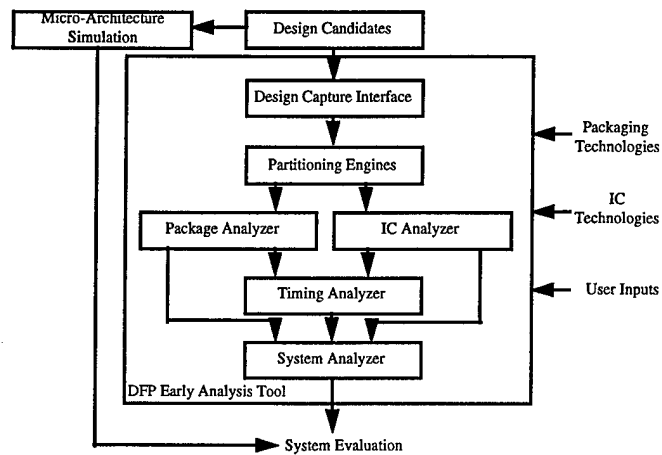 Micro-Architecture
Simulation
Design Candidates
Design Capture Interface
Packaging
Technologies
Partitioning Engines
IC
Technologies
Package Analyzer
IC Analyzer
Timing Analyzer
User Inputs
System Analyzer
DFP Early Analysis Tool
System Evaluation